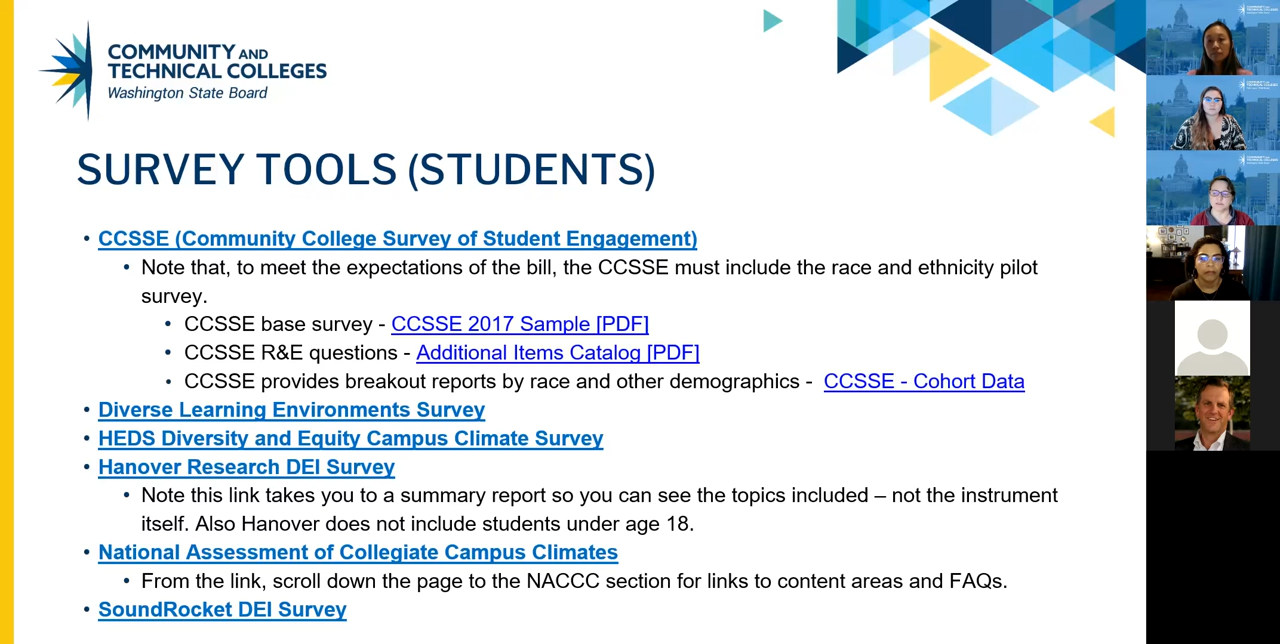 COMMUNITY AND
TECHNICAL COLLEGES
Washington State Board
SURVEY TOOLS (STUDENTS)
• CCSSE (Community College Survey of Student Engagement)
• Note that, to meet the expectations of the bill, the CCSSE must include the race and ethnicity pilot
survey.
• CCSSE base survey - CCSSE 2017 Sample [PDF]
• CCSSE R&E questions - Additional Items Catalog [PDF]
• CCSSE provides breakout reports by race and other demographics - CCSSE - Cohort Data
• Diverse Learning Environments Survey
• HEDS Diversity and Equity Campus Climate Survey
• Hanover Research DEI Survey
• Note this link takes you to a summary report so you can see the topics included – not the instrument
itself. Also Hanover does not include students under age 18.
• National Assessment of Collegiate Campus Climates
• From the link, scroll down the page to the NACCC section for links to content areas and FAQs.
• SoundRocket DEI Survey